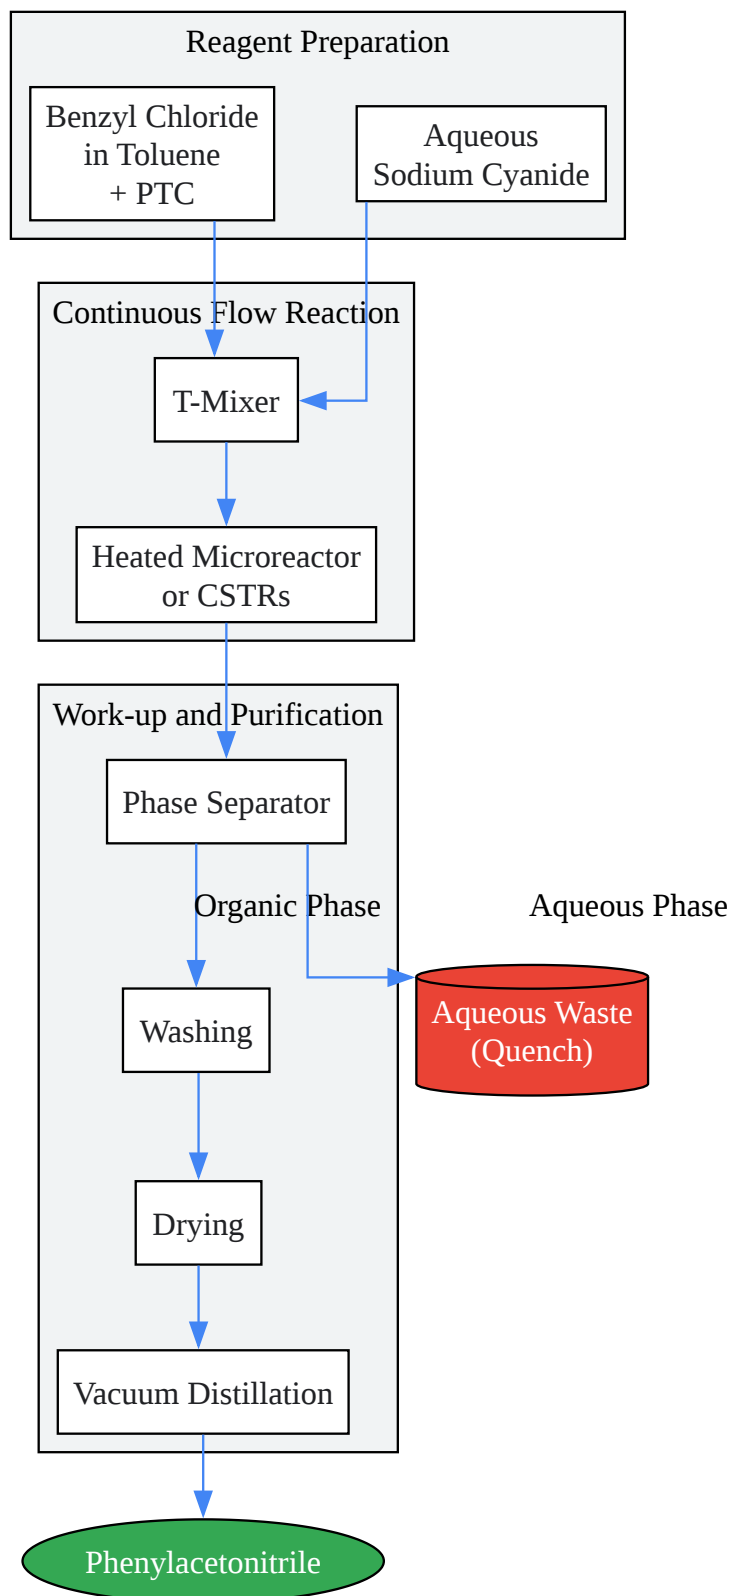 Reagent Preparation
Benzyl Chloride
in Toluene
+ PTC
Aqueous
Sodium Cyanide
Continuous Flow Reaction
T-Mixer
Heated Microreactor
or CSTRs
Work-up and Purification
Phase Separator
Organic Phase
Aqueous Phase
Washing
Aqueous Waste
(Quench)
Drying
Vacuum Distillation
Phenylacetonitrile